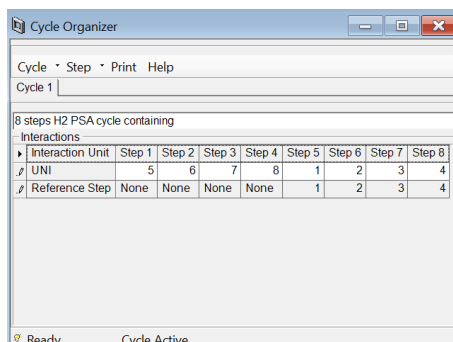 Cycle Organizer
Cycle Step Print Help
Cycle 1
8 steps H2 PSA cycle containing
Interactions
Interaction Unit Step 1 Step 2 Step 3 Step 4 Step 5 Step 6 Step 7 Step 8
UNI 5 6 7 8 1 2 3 4
Reference Step None None None None 1 2 3 4
Ready Cycle Active